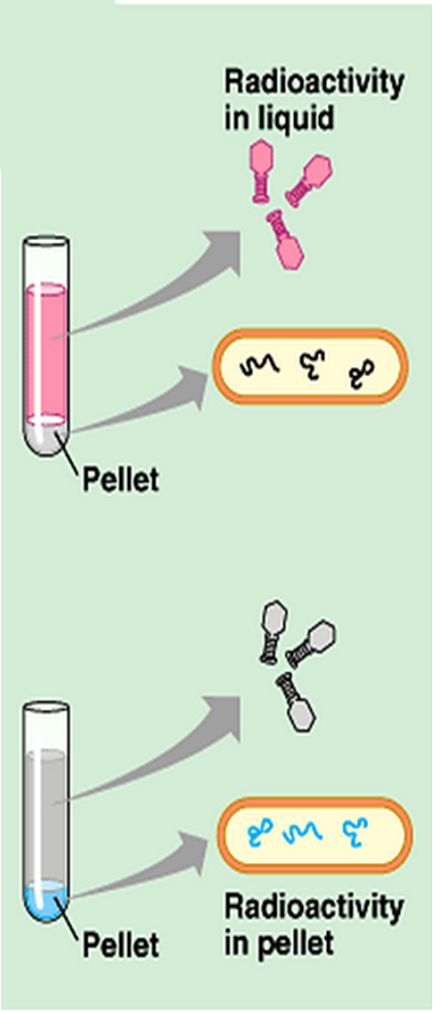 Radioactivity
in liquid
Pellet
Pellet
Radioactivity
in pellet